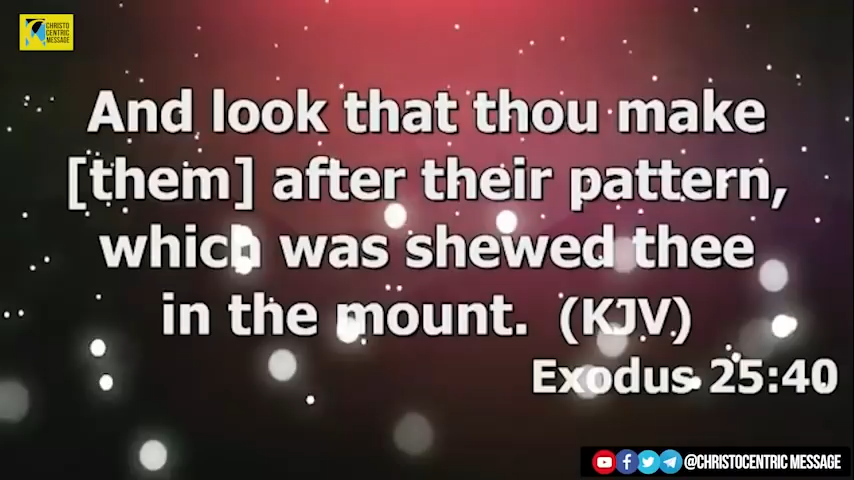 CHRISTO
CENTRIC
MESSAGE
And look that thou make
[them] after their pattern,
which was shewed thee
in the mount. (KJV)
Exodus 25:40
@CHRISTOCENTRIC MESSAGE